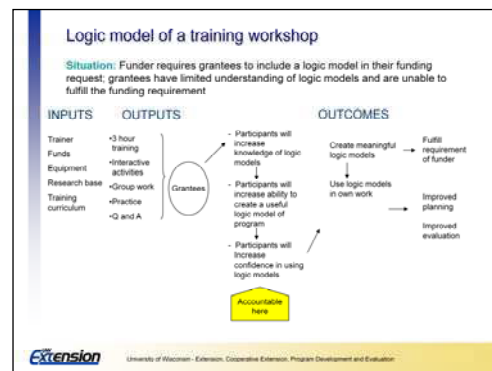 Logic model of a training workshop
Situation: Funder requires grantees to include a logic model in their funding
request; grantees have limited understanding of logic models and are unable to
fulfill the funding requirement
INPUTS
OUTPUTS
OUTCOMES
Trainer
Funds
Equipment
Research base
Training
curriculum
•3 hour
training
•Interactive
activities
•Group work
•Practice
•Q and A
Grantees
- Participants will
increase
knowledge of logic
models
- Participants will
increase ability to
create a useful
logic model of
program
- Participants will
Increase
confidence in using
logic models
Accountable
here
Create meaningful
logic models
Use logic models
in own work
Fulfill
requirement
of funder
Improved
planning
Improved
evaluation
Extension
University of Wisconsin - Extension, Cooperative Extension, Program Development and Evaluation